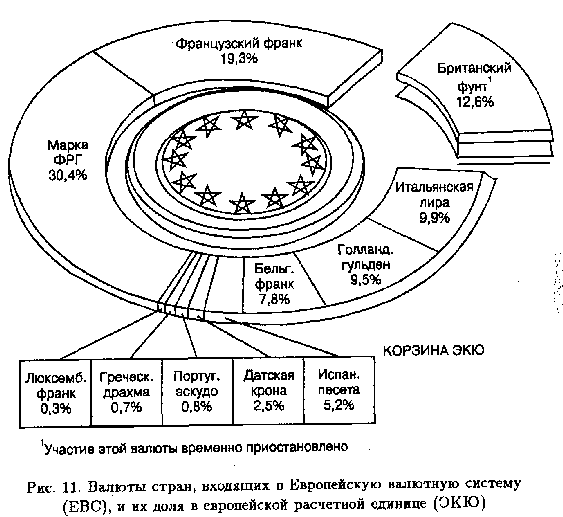 Французский франк
19,3%
Британский
фунт¹
12,6%
Марка
ФРГ
30,4%
Итальянская
лира
9,9%
Голланд.
гульден
9,5%
Бельг.
франк
7,8%
КОРЗИНА ЭКЮ
Люксемб.
франк
0,3%
Греческ.
драхма
0,7%
Португ.
эскудо
0,8%
Датская
крона
2,5%
Испан.
песета
5,2%
¹Участие этой валюты временно приостановлено
Рис. 11. Валюты стран, входящих в Европейскую валютную систему
(ЕВС), и их доля в европейской расчетной единице (ЭКЮ)